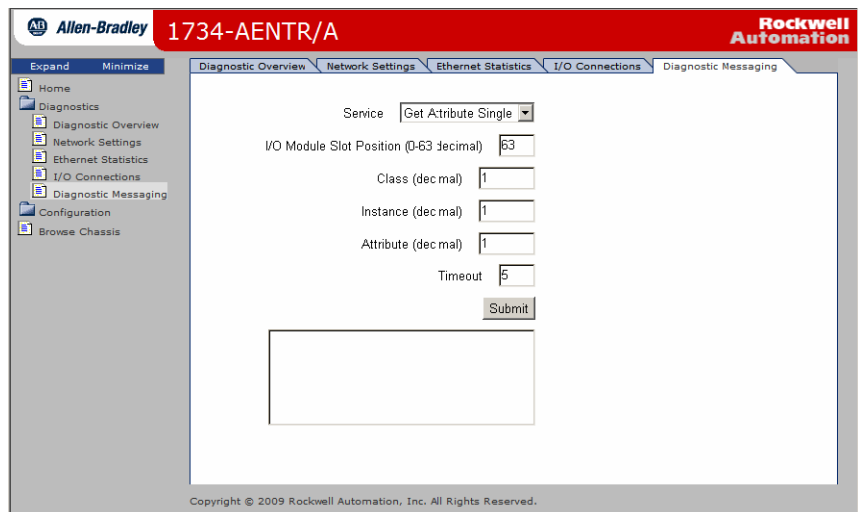 AB Allen-Bradley
1734-AENTR/A
Rockwell
Automation
Expand Minimize
Home
Diagnostics
Diagnostic Overview
Network Settings
Ethernet Statistics
I/O Connections
Diagnostic Messaging
Configuration
Browse Chassis
Diagnostic Overview Network Settings Ethernet Statistics I/O Connections Diagnostic Messaging
Service Get Attribute Single
I/O Module Slot Position (0-63 decimal) 63
Class (decimal) 1
Instance (decimal) 1
Attribute (decimal) 1
Timeout 5
Submit
Copyright © 2009 Rockwell Automation, Inc. All Rights Reserved.